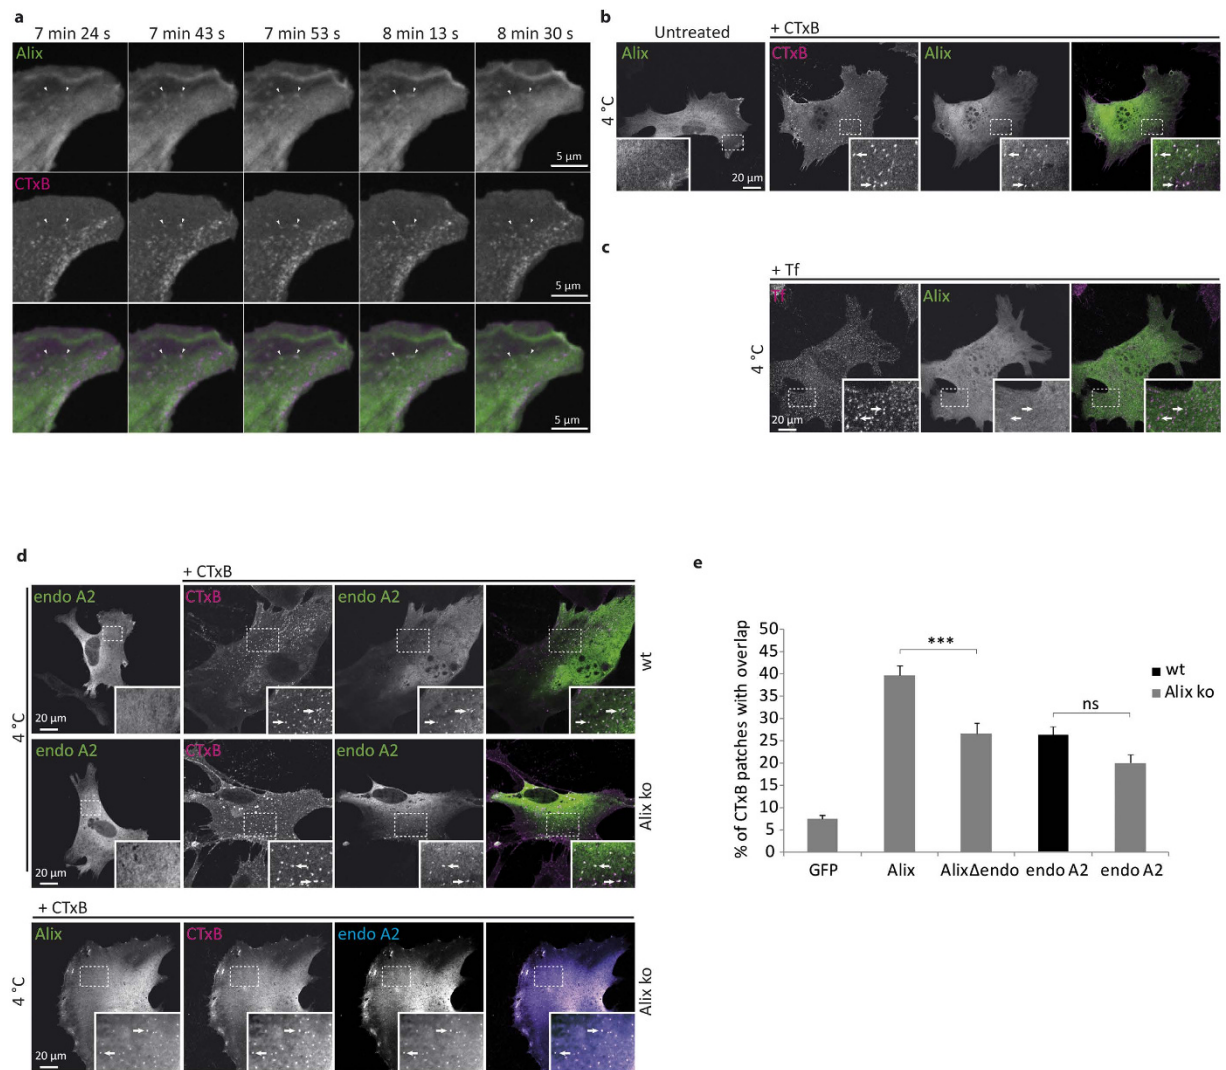 a
7 min 24 s 7 min 43 s 7 min 53 s 8 min 13 s 8 min 30 s
Alix
5 µm
CTxB
5 µm
5 µm
b
+ CTxB
Untreated
Alix CTxB Alix
4 °C
20 µm 20 µm
c
+ Tf
Tf Alix
4 °C
20 µm
d
+ CTxB
endo A2 CTxB endo A2
wt
20 µm
4 °C
endo A2 CTxB endo A2
Alix ko
20 µm
+ CTxB
Alix CTxB endo A2
4 °C
Alix ko
20 µm
e
% of CTxB patches with overlap
50
45
40
35
30
25
20
15
10
5
0
***
ns
wt
Alix ko
GFP Alix AlixΔendo endo A2 endo A2